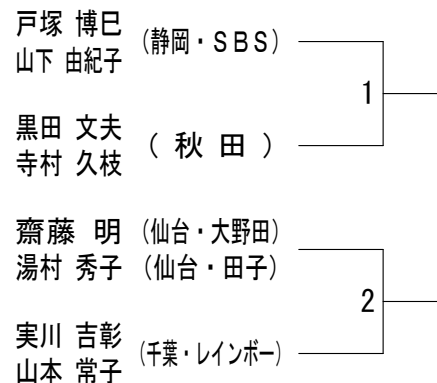 戸塚 博巳 (静岡・SBS)
山下 由紀子
1
黒田 文夫 (秋田)
寺村 久枝
齋藤 明 (仙台・大野田)
湯村 秀子 (仙台・田子)
2
実川 吉彰 (千葉・レインボー)
山本 常子